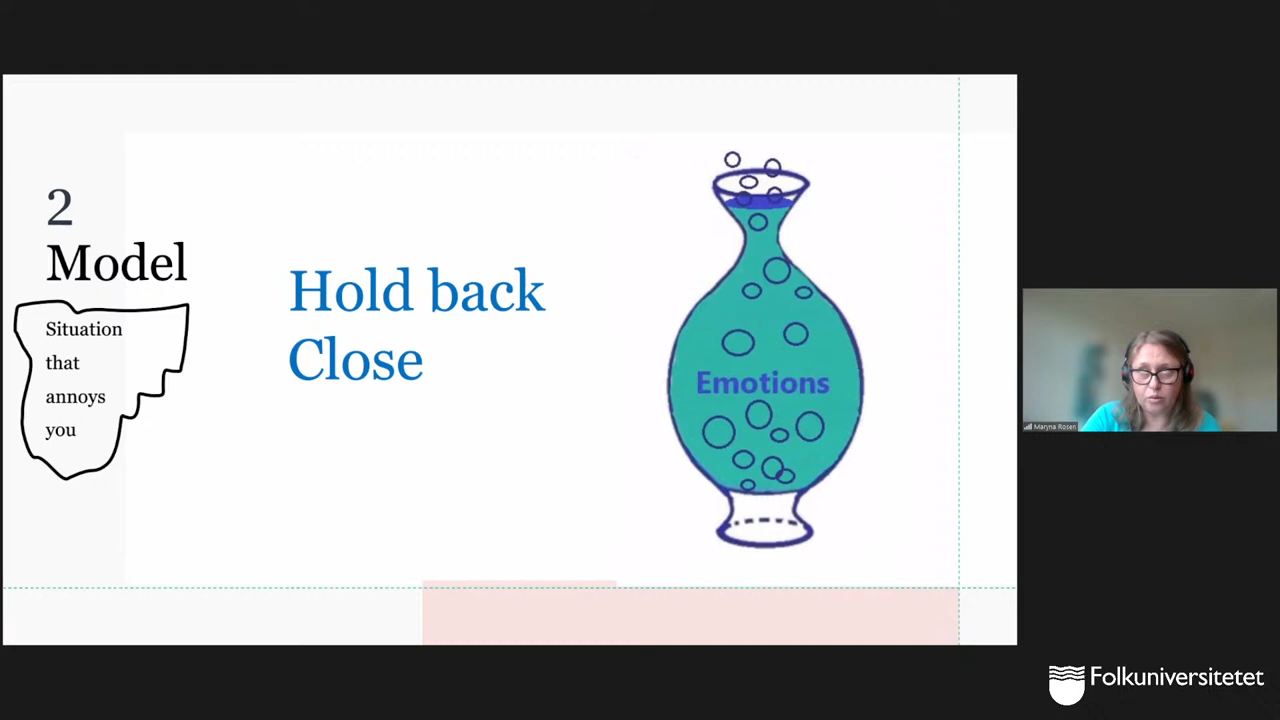 2
Model
Situation
that
annoys
you
Hold back
Close
Emotions
Maryna Rosen
Folkuniversitetet